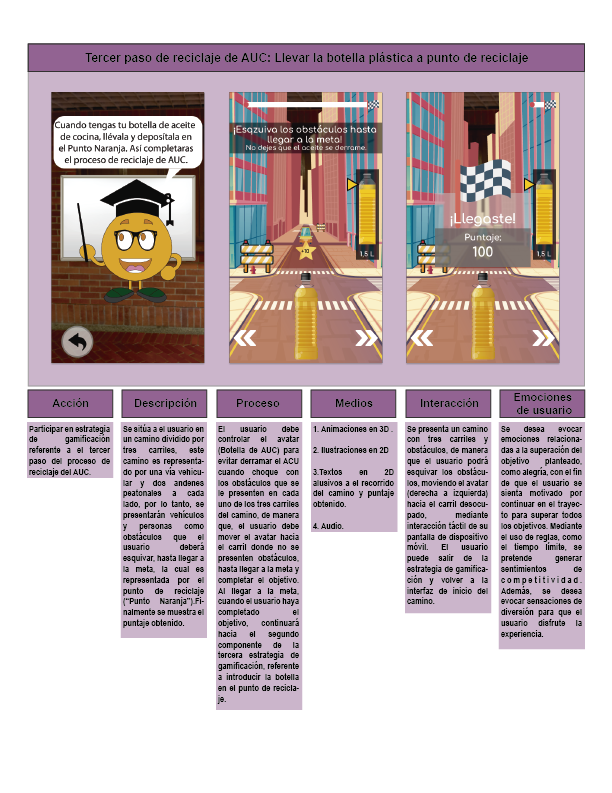 Tercer paso de reciclaje de AUC: Llevar la botella plástica a punto de reciclaje
Cuando tengas tu botella de aceite
de cocina, llévala y deposítala en
el Punto Naranja. Así completaras
el proceso de reciclaje de AUC.
¡Esqzuiva los obstáculos hasta
llegar a la meta!
No dejes que el aceite se derrame.
+10
1,5 L
¡Llegaste!
Puntaje:
100
1,5 L
Acción
Participar en estrategia
de gamificación
referente a el tercer
paso del proceso de
reciclaje del AUC.
Descripción
Se sitúa a el usuario en
un camino dividido por
tres carriles, este
camino es representa-
do por una vía vehicu-
lar y dos andenes
peatonales a cada
lado, por lo tanto, se
presentarán vehículos
y personas como
obstáculos que el
usuario deberá
esquivar, hasta llegar a
la meta, la cual es
representada por el
punto de reciclaje
("Punto Naranja").Fi-
nalmente se muestra el
puntaje obtenido.
Proceso
El usuario debe
controlar el avatar
(Botella de AUC) para
evitar derramar el ACU
cuando choque con
los obstáculos que se
le presenten en cada
uno de los tres carriles
del camino, de manera
que, el usuario debe
mover el avatar hacia
el carril donde no se
presenten obstáculos,
hasta llegar a la meta y
completar el objetivo.
Al llegar a la meta,
cuando el usuario haya
completado el
objetivo, continuará
hacia el segundo
componente de la
tercera estrategia de
gamificación, referente
a introducir la botella
en el punto de recicla-
je.
Medios
1. Animaciones en 3D .
2. Ilustraciones en 2D
3.Textos en 2D
alusivos a el recorrido
del camino y puntaje
obtenido.
4. Audio.
Interacción
Se presenta un camino
con tres carriles y
obstáculos, de manera
que el usuario podrá
esquivar los obstácu-
los, moviendo el avatar
(derecha a izquierda)
hacia el carril desocu-
pado, mediante
interacción táctil de su
pantalla de dispositivo
móvil. El usuario
puede salir de la
estrategia de gamifica-
ción y volver a la
interfaz de inicio del
camino.
Emociones
de usuario
Se desea evocar
emociones relaciona-
das a la superación del
objetivo planteado,
como alegría, con el fin
de que el usuario se
sienta motivado por
continuar en el trayec-
to para superar todos
los objetivos. Mediante
el uso de reglas, como
el tiempo límite, se
pretende generar
sentimientos de
competitividad.
Además, se desea
evocar sensaciones de
diversión para que el
usuario disfrute la
experiencia.